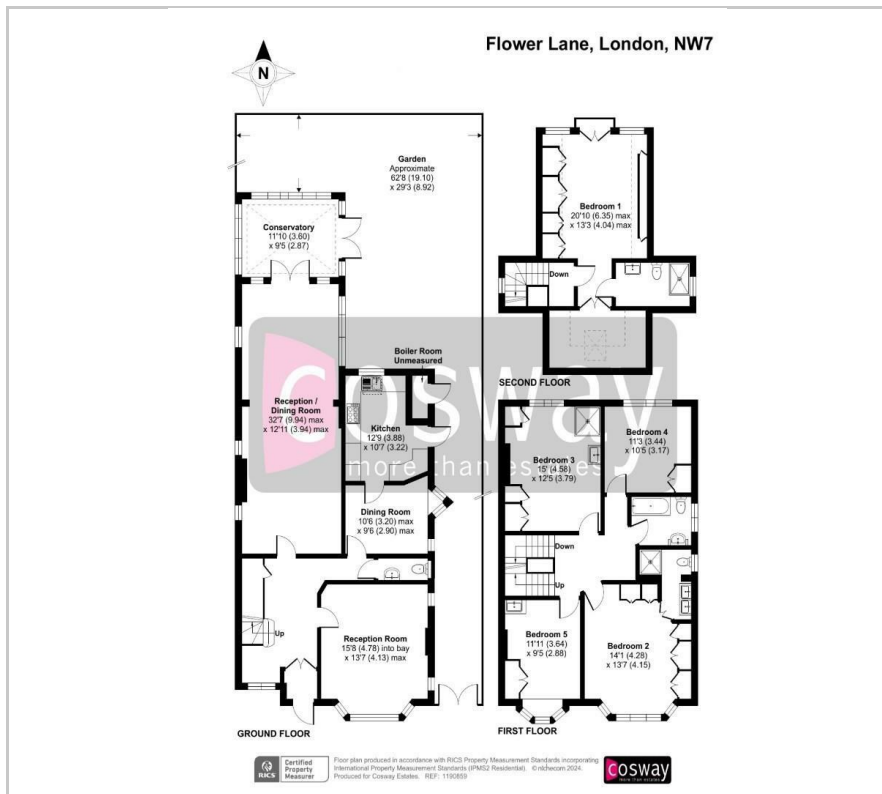 Flower Lane, London, NW7
N
Garden
Approximate
62'8 (19.10)
x 29'3 (8.92)
Conservatory
11'10 (3.60)
x 9'5 (2.87)
Boiler Room
Unmeasured
Reception /
Dining Room
32'7 (9.94) max
x 12'11 (3.94) max
Kitchen
12'9 (3.88)
x 10'7 (3.22)
Dining Room
10'6 (3.20) max
x 9'6 (2.90) max
Up
Reception Room
15'8 (4.78) into bay
x 13'7 (4.13) max
GROUND FLOOR
Bedroom 1
20'10 (6.35) max
x 13'3 (4.04) max
Down
SECOND FLOOR
Bedroom 3
15' (4.58)
x 12'5 (3.79)
Bedroom 4
11'3 (3.44)
x 10'5 (3.17)
Down
Up
Bedroom 5
11'11 (3.64)
x 9'5 (2.88)
Bedroom 2
14'1 (4.28)
x 13'7 (4.15)
FIRST FLOOR
cosway
more than estates
RICS
Certified
Property
Measurer
Floor plan produced in accordance with RICS Property Measurement Standards incorporating
International Property Measurement Standards (IPMS2 Residential). © nichecom 2024.
Produced for Cosway Estates. REF: 1190859
cosway
more than estates